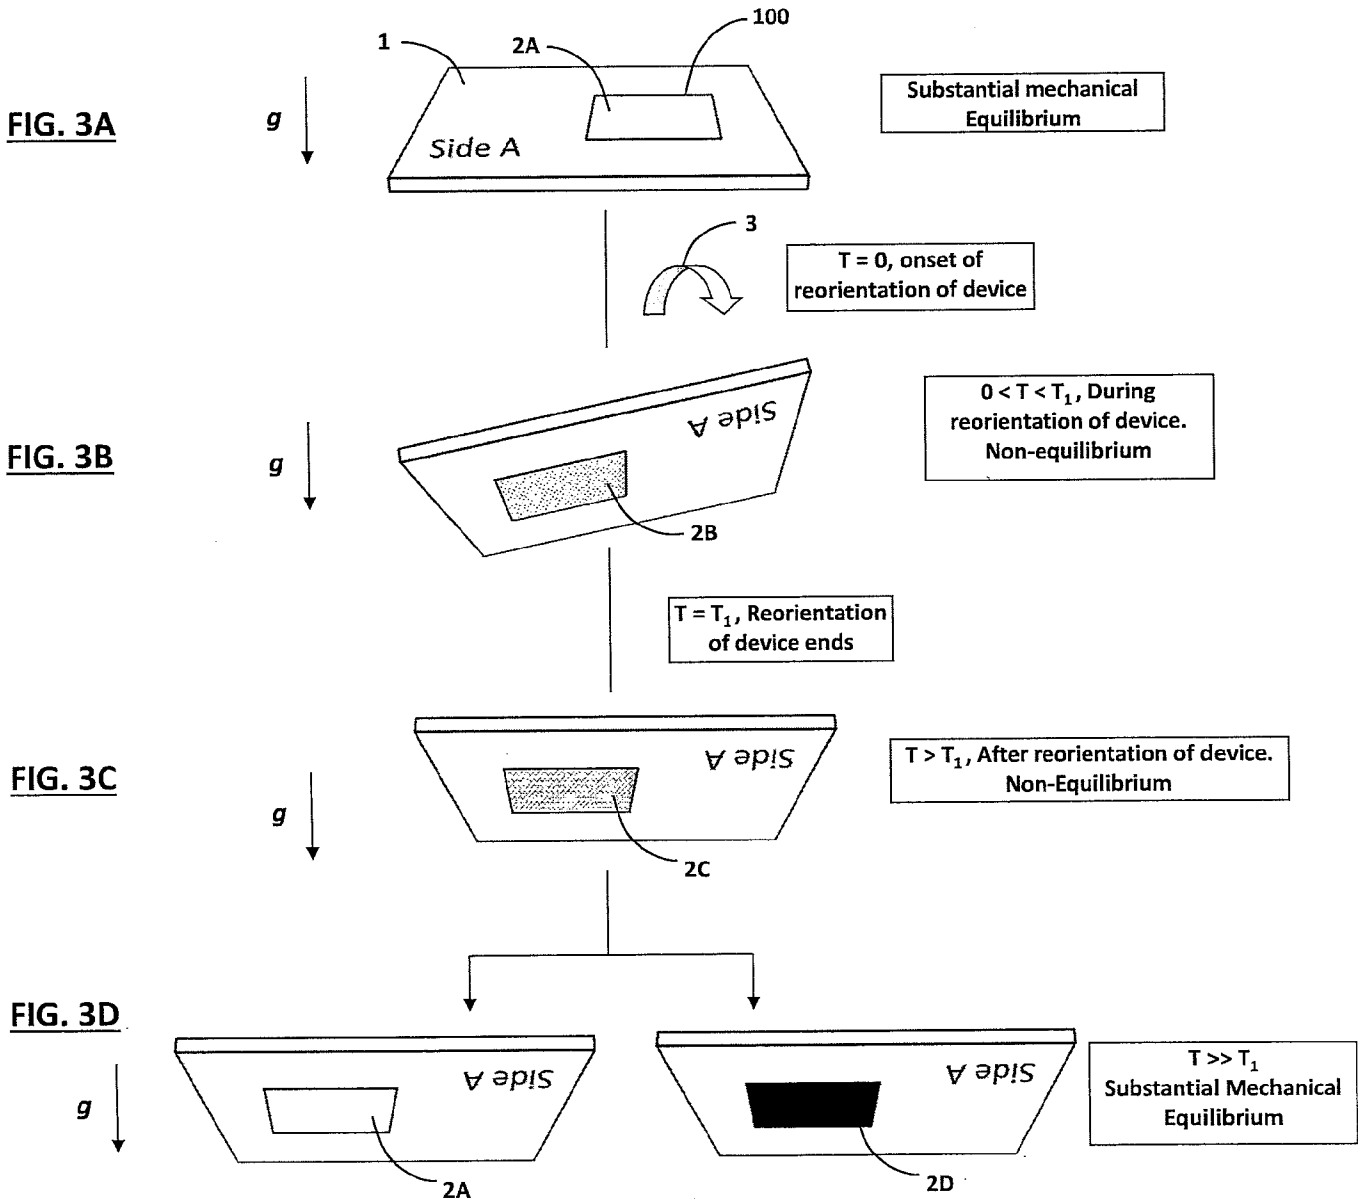 100
1
2A
FIG. 3A
g
Side A
Substantial mechanical
Equilibrium
3
T = 0, onset of
reorientation of device
FIG. 3B
g
Side A
0 < T < T1, During
reorientation of device.
Non-equilibrium
2B
T = T1, Reorientation
of device ends
FIG. 3C
g
Side A
T > T1, After reorientation of device.
Non-Equilibrium
2C
FIG. 3D
g
Side A
2A
Side A
2D
T >> T1
Substantial Mechanical
Equilibrium